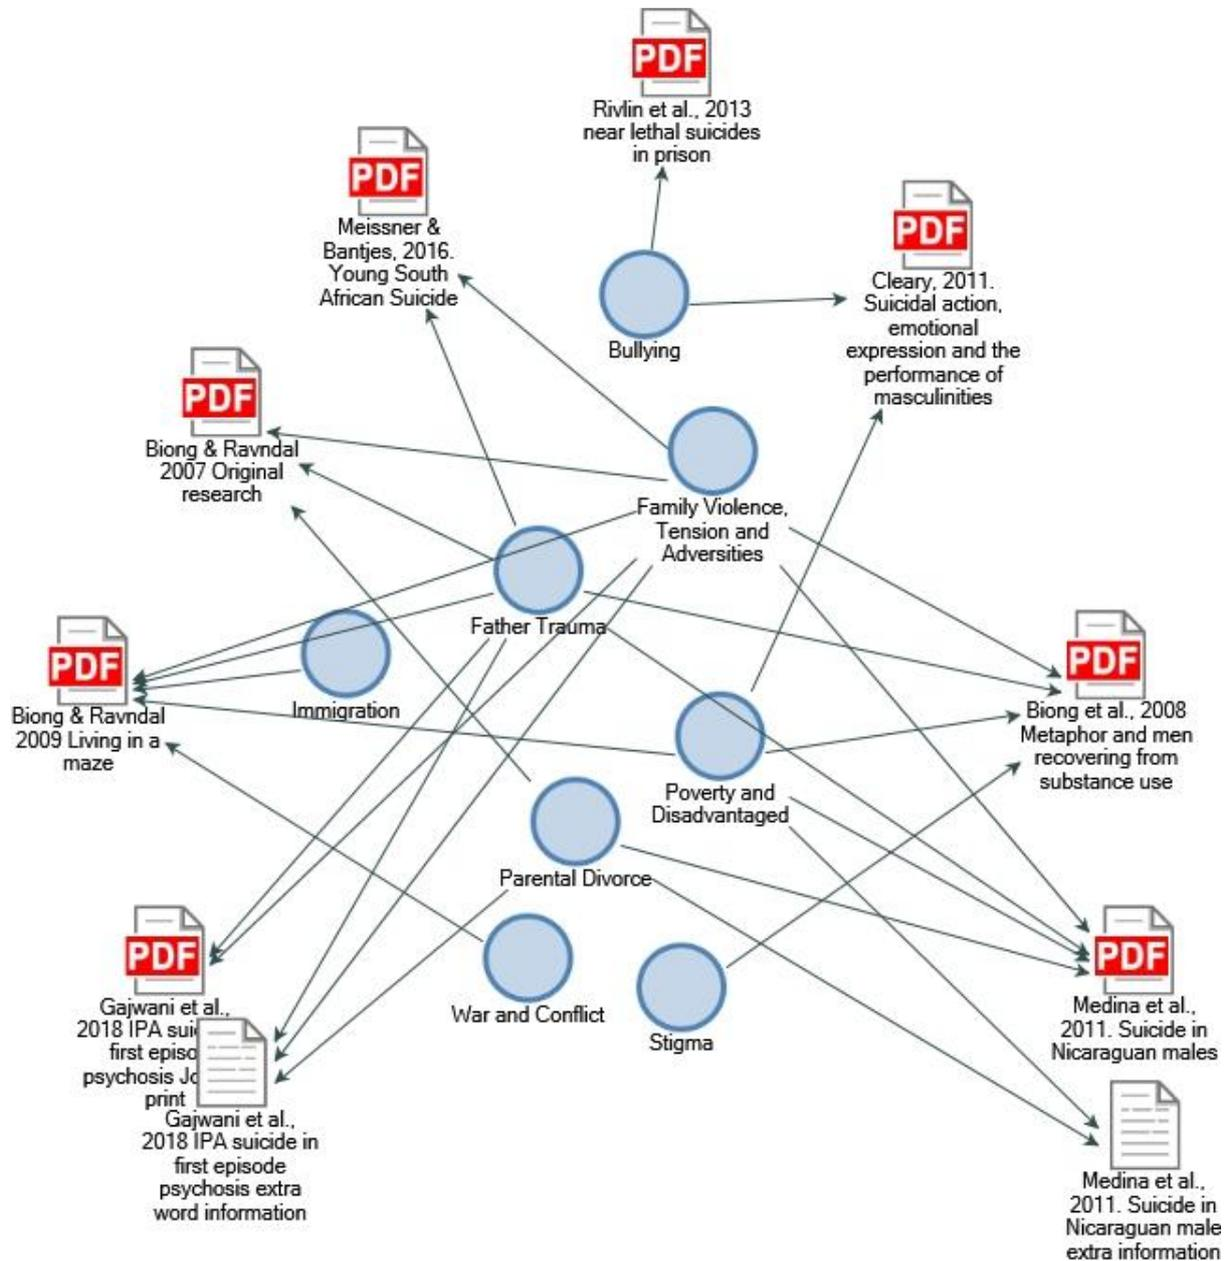 PDF
Rivlin et al., 2013
near lethal suicides
in prison
PDF
Meissner &
Bantjes, 2016.
Young South
African Suicide
PDF
Cleary, 2011.
Suicidal action,
emotional
expression and the
performance of
masculinities
Bullying
PDF
Biong & Ravndal
2007 Original
research
Family Violence,
Tension and
Adversities
Father Trauma
PDF
Biong & Ravndal
2009 Living in a
maze
Immigration
PDF
Biong et al., 2008
Metaphor and men
recovering from
substance use
Poverty and
Disadvantaged
Parental Divorce
War and Conflict
Stigma
PDF
Gajwani et al.,
2018 IPA
first
psychosis
print
Gajwani et al.,
2018 IPA suicide in
first episode
psychosis extra
word information
PDF
Medina et al.,
2011. Suicide in
Nicaraguan males
Medina et al.,
2011. Suicide in
Nicaraguan male
extra information